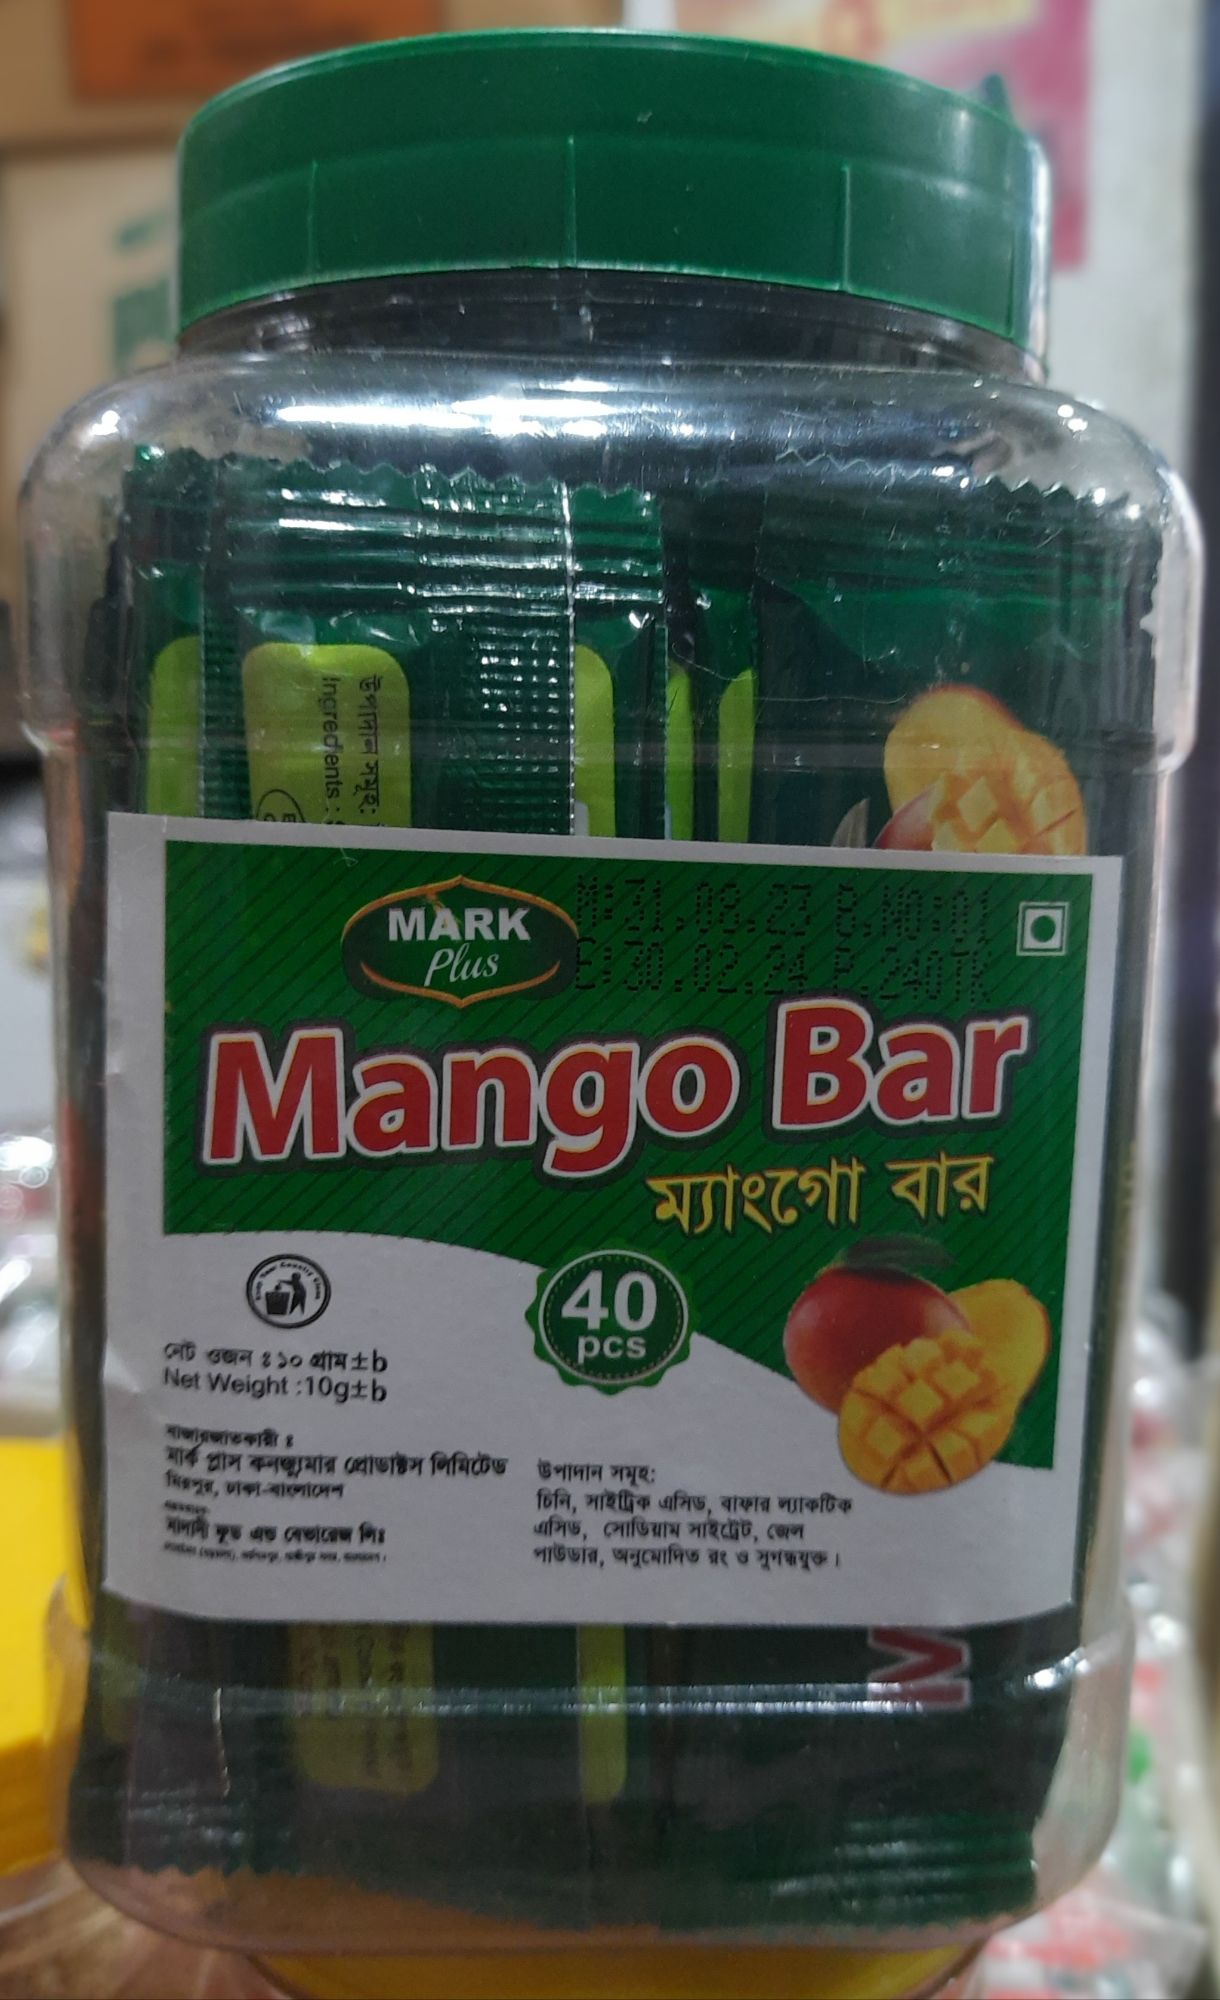 উপাদান সমূহ:
Ingredients :
MARK
Plus
M:31.08.23 B.NO:01
E:30.02.24 P.240TK
Mango Bar
ম্যাংগো বার
40
pcs
নেট ওজন ঃ ১০ গ্রাম±b
Net Weight :10g±b
বাজারজাতকারী ঃ
মার্ক প্লাস কনজ্যুমার প্রোডাক্টস লিমিটেড
মিরপুর, ঢাকা-বাংলাদেশ
ফুড এন্ড বেভারেজ লিঃ
উপাদান সমূহ:
চিনি, সাইট্রিক এসিড, বাফার ল্যাকটিক
এসিড, সোডিয়াম সাইট্রেট, জেল
পাউডার, অনুমোদিত রং ও সুগন্ধযুক্ত।
M